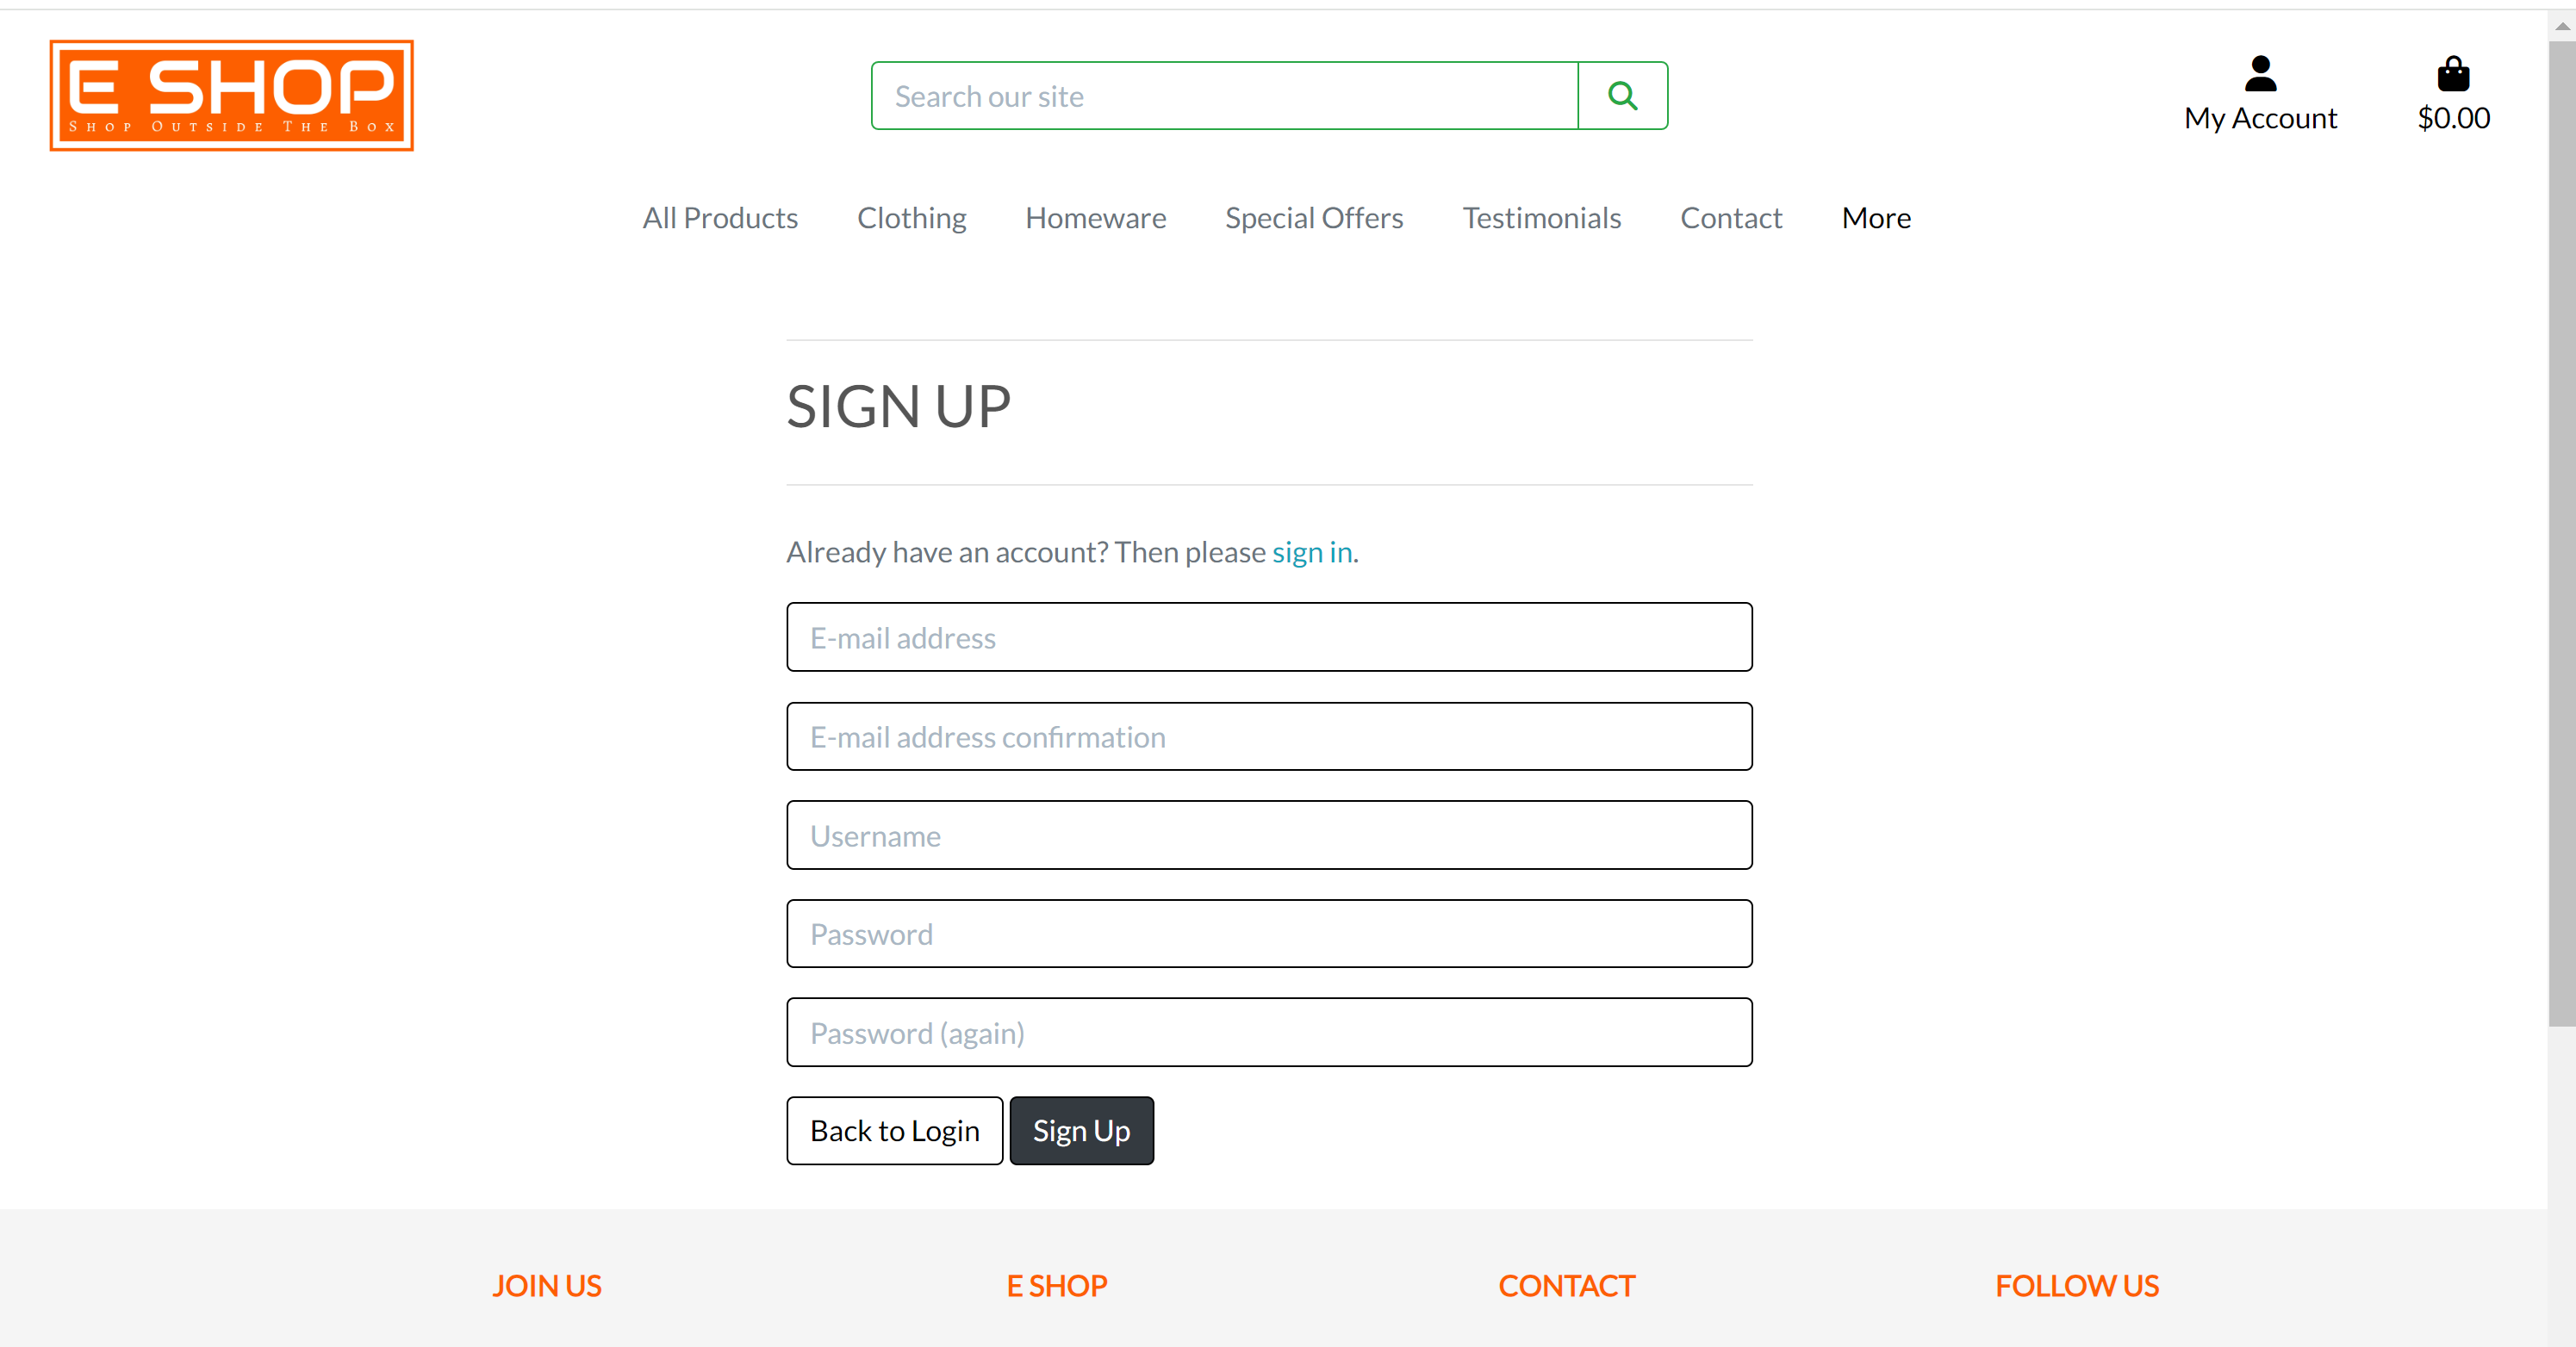 E SHOP
Shop Outside The Box
Search our site
My Account
$0.00
All Products Clothing Homeware Special Offers Testimonials Contact More
SIGN UP
Already have an account? Then please sign in.
E-mail address
E-mail address confirmation
Username
Password
Password (again)
Back to Login Sign Up
JOIN US E SHOP CONTACT FOLLOW US